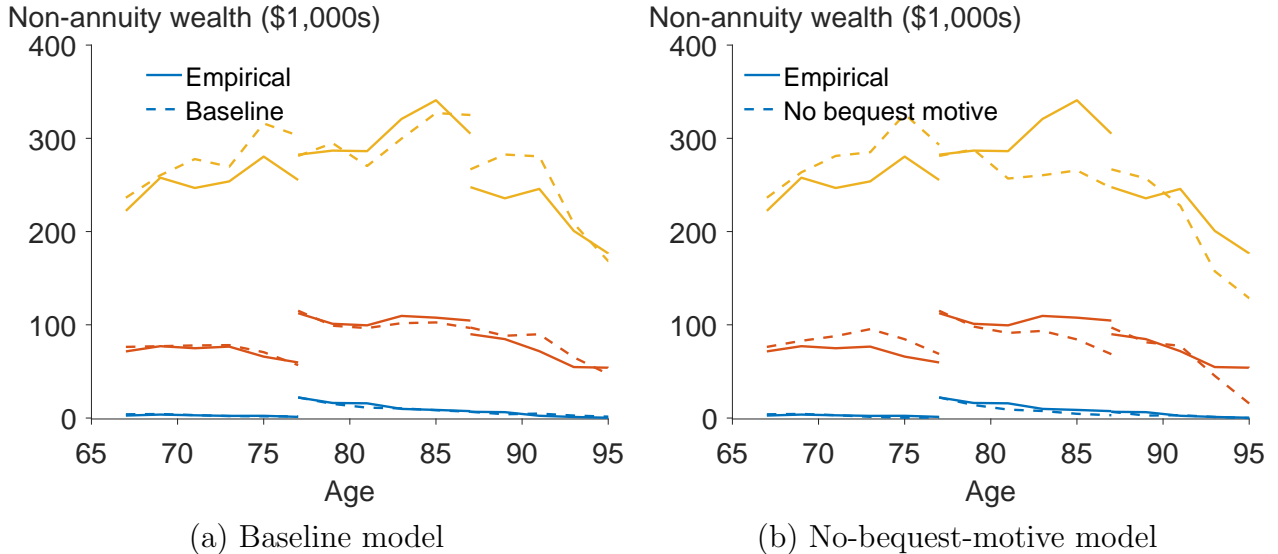 Non-annuity wealth ($1,000s)
400
300
200
100
0
65 70 75 80 85 90 95
Age
Empirical
Baseline
(a) Baseline model
Non-annuity wealth ($1,000s)
400
300
200
100
0
65 70 75 80 85 90 95
Age
Empirical
No bequest motive
(b) No-bequest-motive model